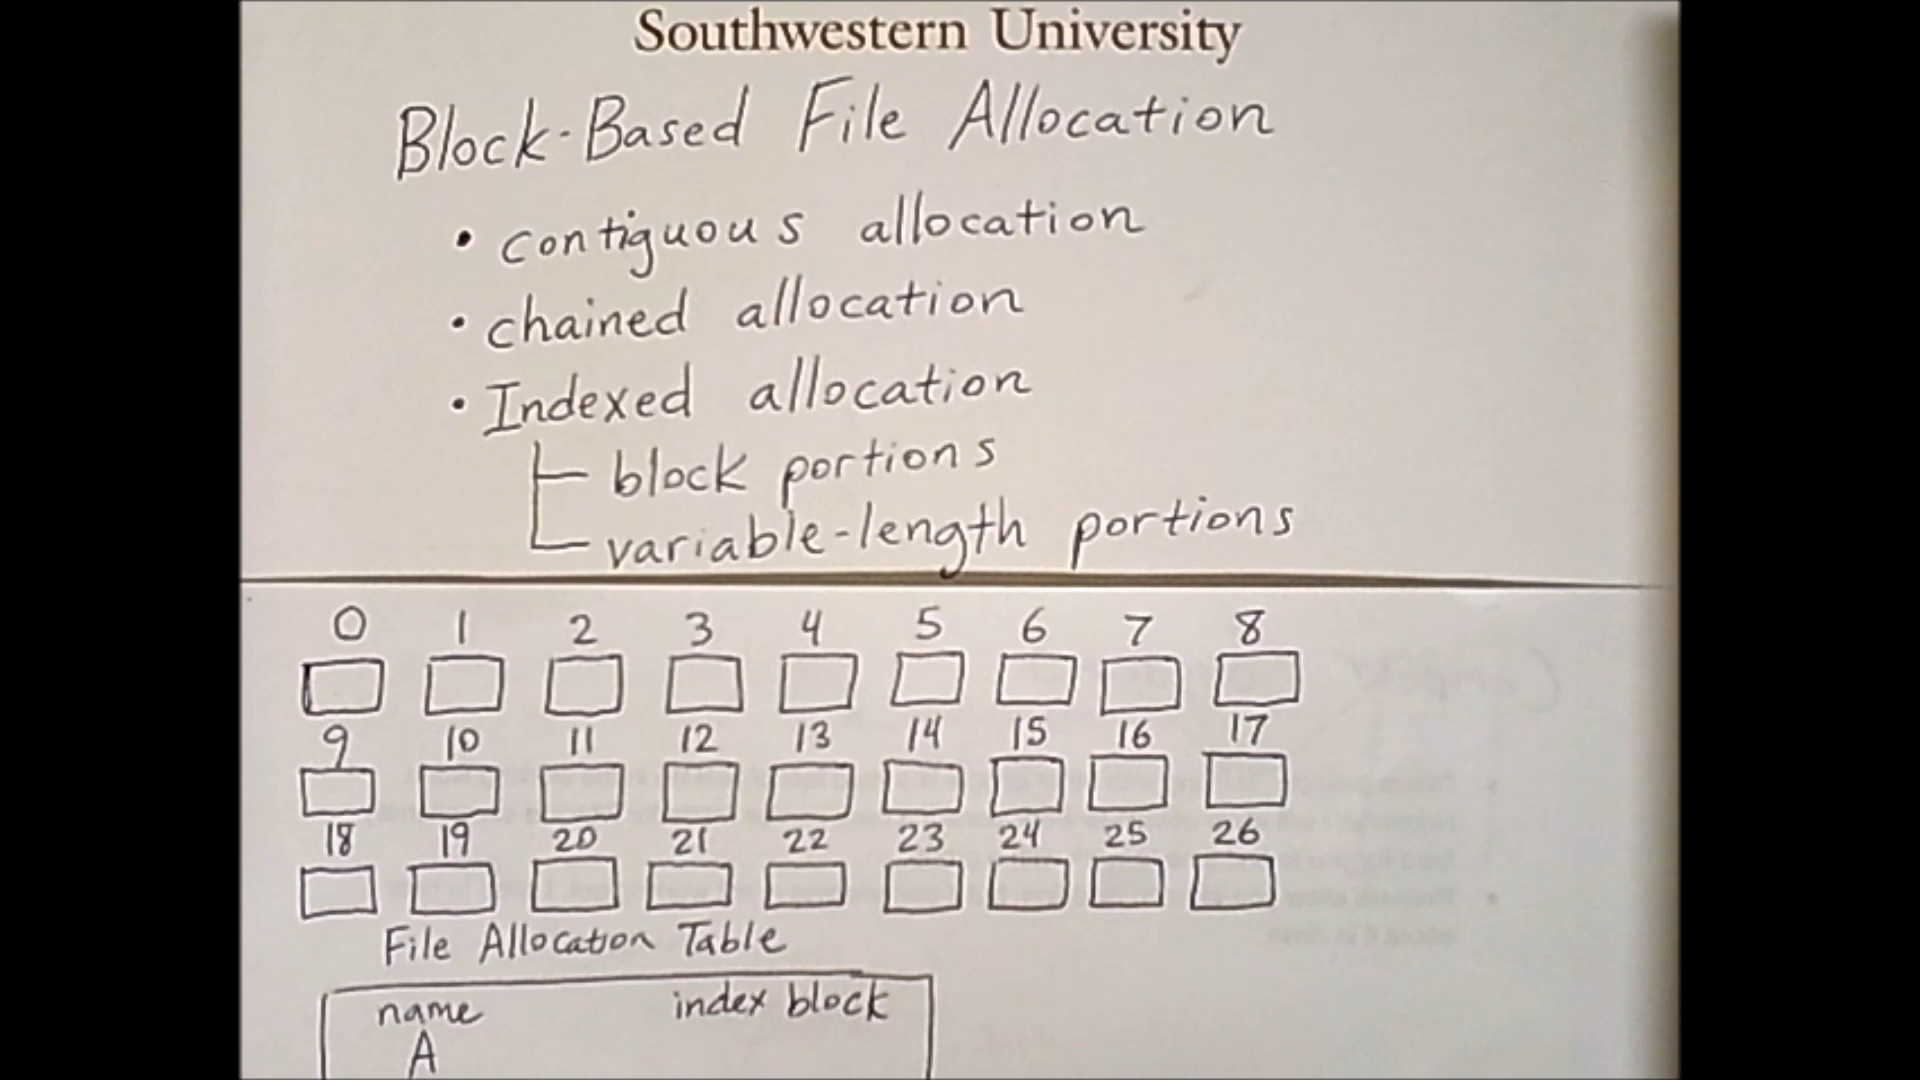 Southwestern University
Block-Based File Allocation
• contiguous allocation
• chained allocation
• Indexed allocation
block portions
variable-length portions
0 1 2 3 4 5 6 7 8
9 10 11 12 13 14 15 16 17
18 19 20 21 22 23 24 25 26
File Allocation Table
name index block
A